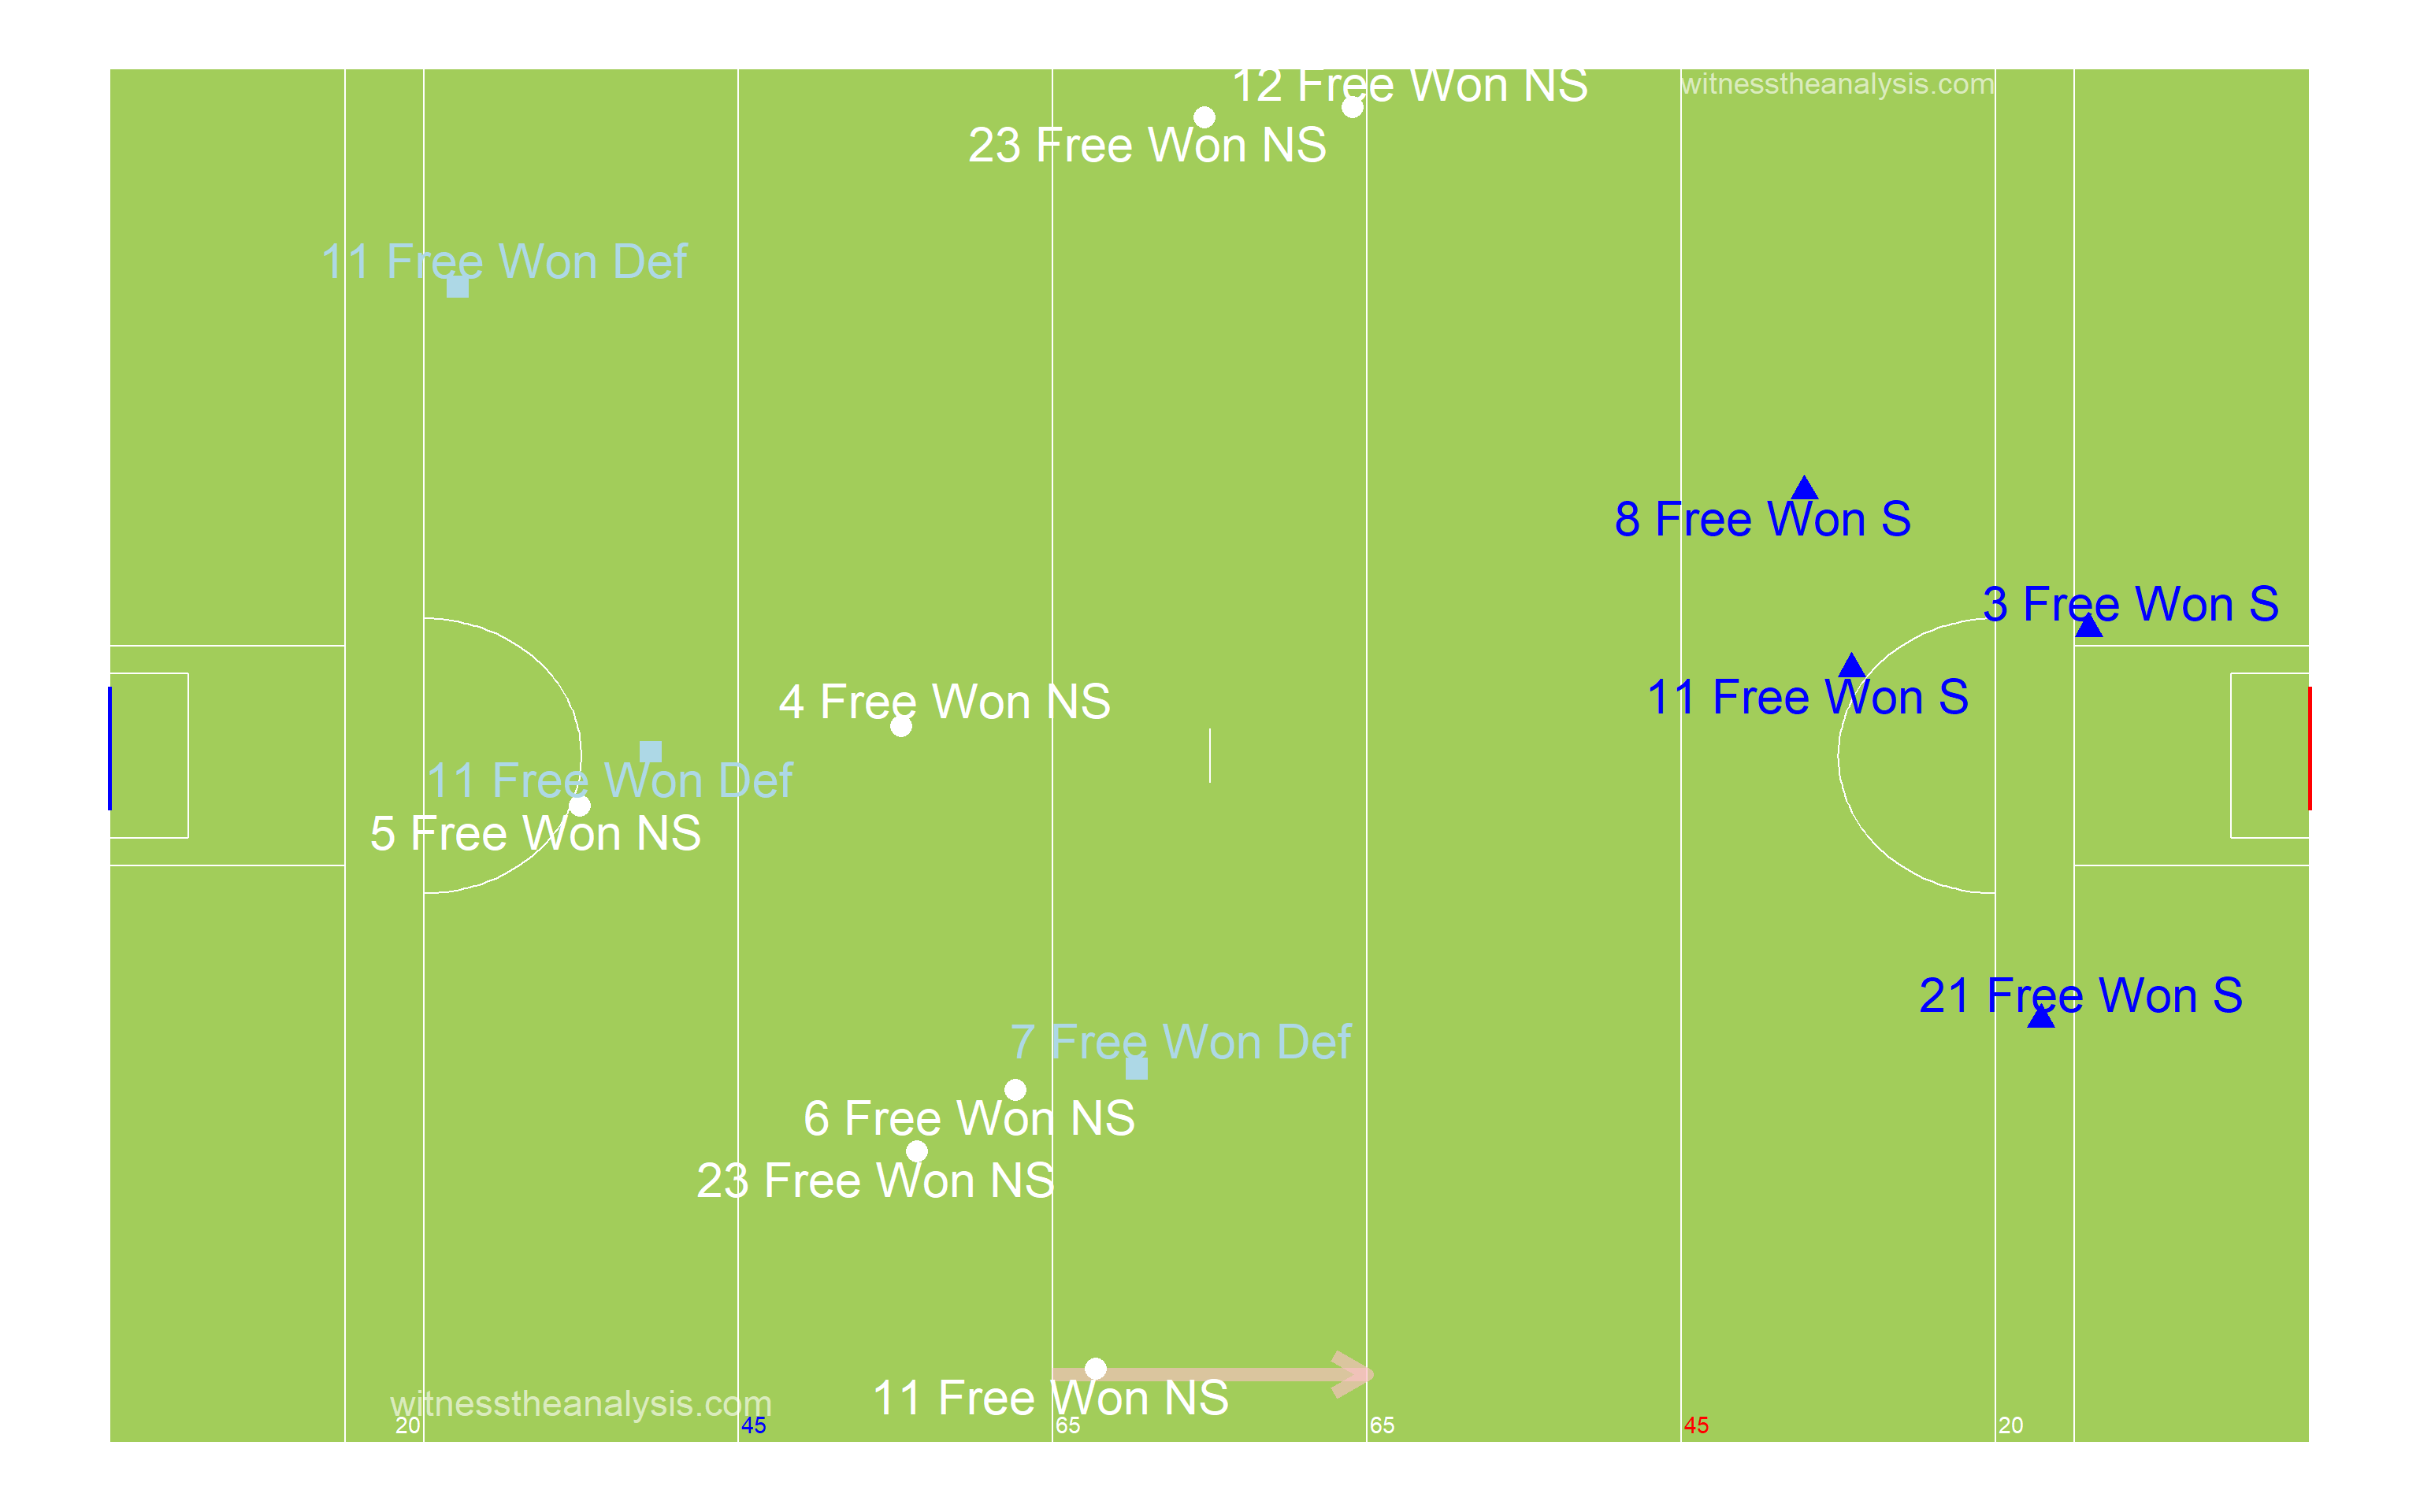 12 Free Won NS
witnesstheanalysis.com
23 Free Won NS
11 Free Won Def
8 Free Won S
3 Free Won S
4 Free Won NS
11 Free Won S
11 Free Won Def
5 Free Won NS
21 Free Won S
7 Free Won Def
6 Free Won NS
23 Free Won NS
11 Free Won NS
witnesstheanalysis.com
20
45
65
65
45
20